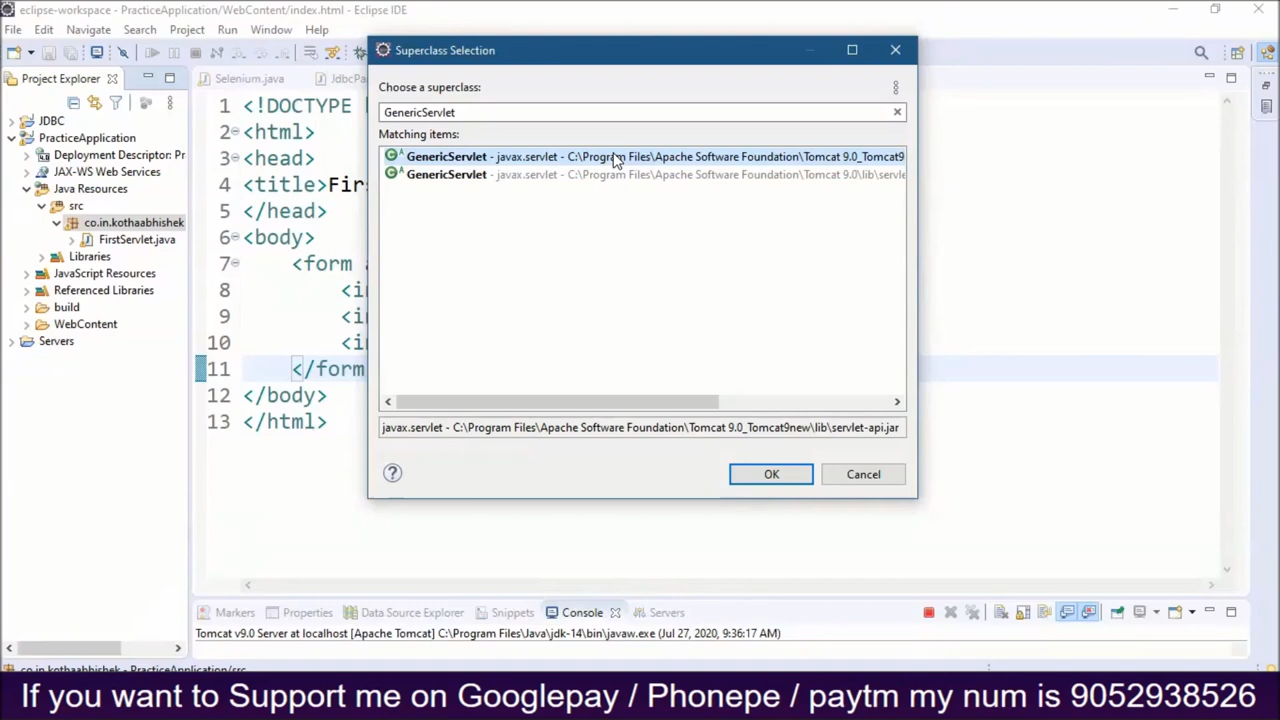 eclipse-workspace - PracticeApplication/WebContent/index.html - Eclipse IDE
File Edit Navigate Search Project Run Window Help
Project Explorer
Selenium.java
JDBC
PracticeApplication
Deployment Descriptor: Pr
JAX-WS Web Services
Java Resources
src
co.in.kothaabhishek
FirstServlet.java
Libraries
JavaScript Resources
Referenced Libraries
build
WebContent
Servers
1 <!DOCTYPE
2 <html>
3 <head>
4 <title>Firs
5 </head>
6 <body>
7 <form
8 <in
9 <in
10 <in
11 </form
12 </body>
13 </html>
Superclass Selection
Choose a superclass:
GenericServlet
Matching items:
GenericServlet - javax.servlet - C:\Program Files\Apache Software Foundation\Tomcat 9.0_Tomcat9
GenericServlet - javax.servlet - C:\Program Files\Apache Software Foundation\Tomcat 9.0\lib\servle
javax.servlet - C:\Program Files\Apache Software Foundation\Tomcat 9.0_Tomcat9new\lib\servlet-api.jar
OK Cancel
Markers Properties Data Source Explorer Snippets Console Servers
Tomcat v9.0 Server at localhost [Apache Tomcat] C:\Program Files\Java\jdk-14\bin\javaw.exe (Jul 27, 2020, 9:36:17 AM)
co.in.kothaabhishek - PracticeApplication/src
If you want to Support me on Googlepay / Phonepe / paytm my num is 9052938526